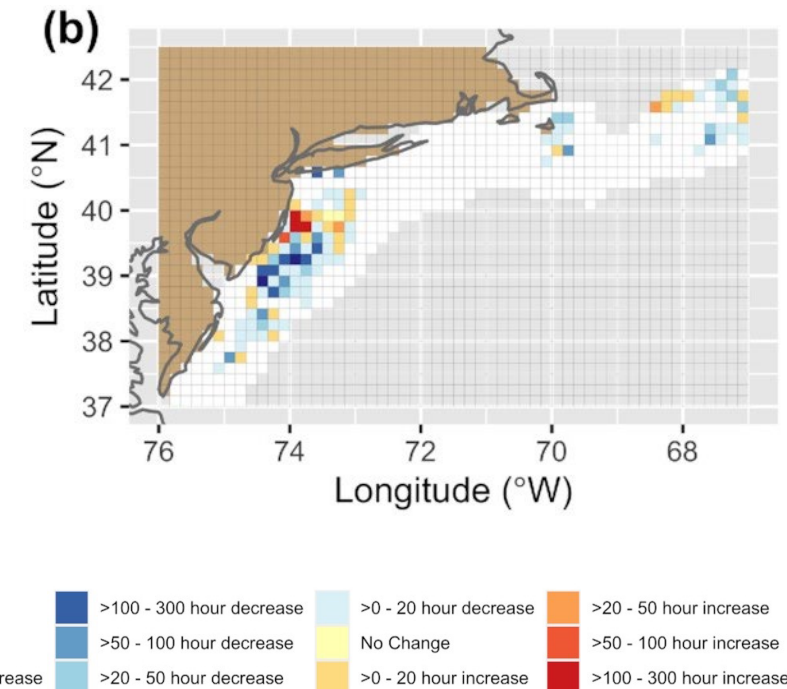 (b)
42
41
40
39
38
37
Latitude (°N)
76 74 72 70 68
Longitude (°W)
>100 - 300 hour decrease >0 - 20 hour decrease >20 - 50 hour increase
>50 - 100 hour decrease No Change >50 - 100 hour increase
rease >20 - 50 hour decrease >0 - 20 hour increase >100 - 300 hour increase